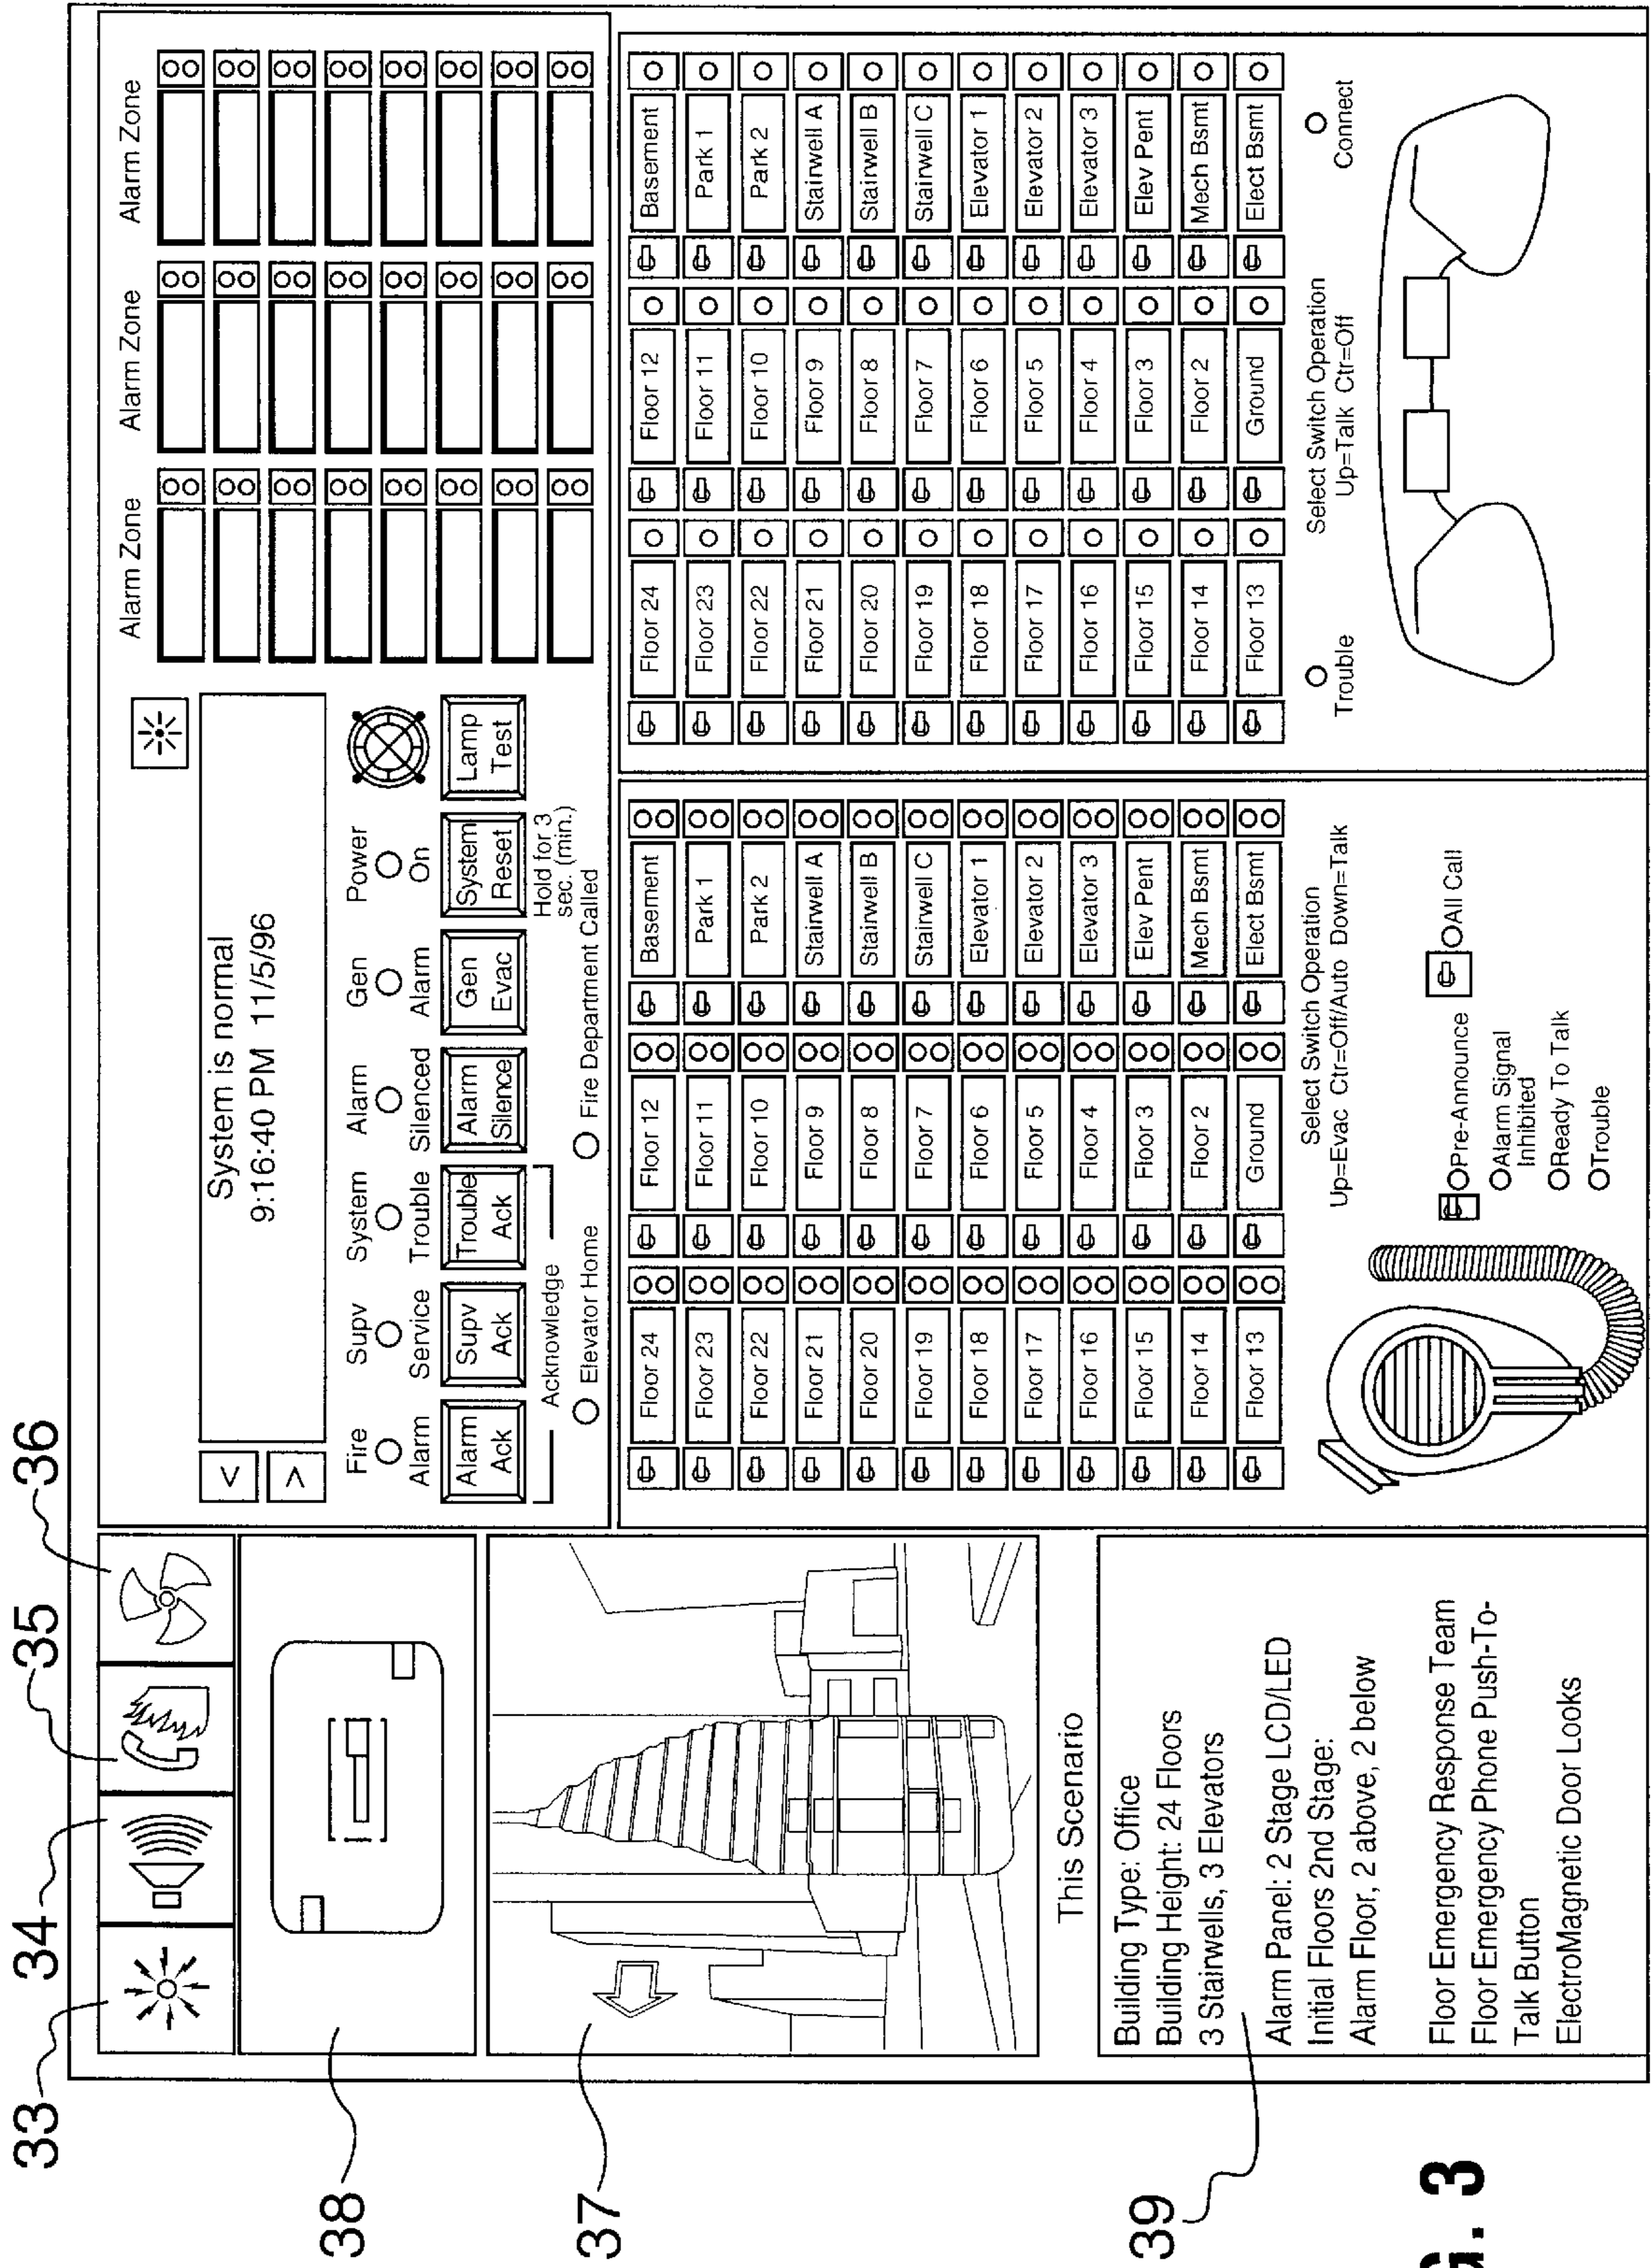 33
34
35
36
38
37
39
This Scenario
Building Type: Office
Building Height: 24 Floors
3 Stairwells, 3 Elevators
Alarm Panel: 2 Stage LCD/LED
Initial Floors 2nd Stage:
Alarm Floor, 2 above, 2 below
Floor Emergency Response Team
Floor Emergency Phone Push-To-
Talk Button
ElectroMagnetic Door Looks
<
>
System is normal
9:16:40 PM 11/5/96
Fire Supv System Alarm Gen Power
Alarm Service Trouble Silenced Alarm On
Alarm Supv Trouble Alarm Gen System Lamp
Ack Ack Ack Silence Evac Reset Test
Acknowledge
Hold for 3
sec. (min.)
Elevator Home Fire Department Called
Alarm Zone Alarm Zone Alarm Zone
Floor 24 Floor 12 Basement
Floor 23 Floor 11 Park 1
Floor 22 Floor 10 Park 2
Floor 21 Floor 9 Stairwell A
Floor 20 Floor 8 Stairwell B
Floor 19 Floor 7 Stairwell C
Floor 18 Floor 6 Elevator 1
Floor 17 Floor 5 Elevator 2
Floor 16 Floor 4 Elevator 3
Floor 15 Floor 3 Elev Pent
Floor 14 Floor 2 Mech Bsmt
Floor 13 Ground Elect Bsmt
Select Switch Operation
Up=Evac Ctr=Off/Auto Down=Talk
Pre-Announce All Call
Alarm Signal
Inhibited
Ready To Talk
Trouble
Floor 24 Floor 12 Basement
Floor 23 Floor 11 Park 1
Floor 22 Floor 10 Park 2
Floor 21 Floor 9 Stairwell A
Floor 20 Floor 8 Stairwell B
Floor 19 Floor 7 Stairwell C
Floor 18 Floor 6 Elevator 1
Floor 17 Floor 5 Elevator 2
Floor 16 Floor 4 Elevator 3
Floor 15 Floor 3 Elev Pent
Floor 14 Floor 2 Mech Bsmt
Floor 13 Ground Elect Bsmt
Trouble Select Switch Operation Connect
Up=Talk Ctr=Off
G. 3